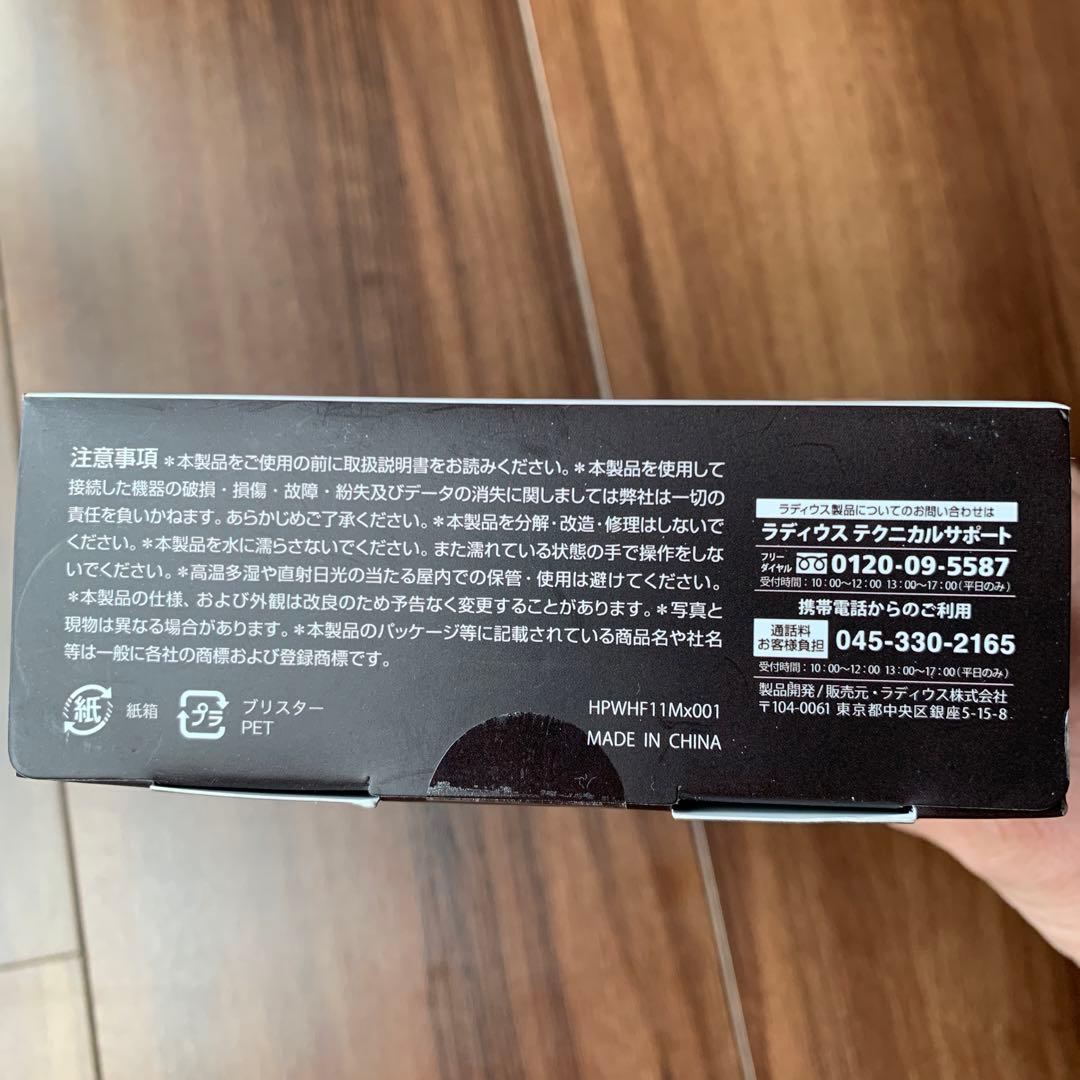 注意事項 *本製品をご使用の前に取扱説明書をお読みください。*本製品を使用して
接続した機器の破損・損傷・故障・紛失及びデータの消失に関しましては弊社は一切の
責任を負いかねます。あらかじめご了承ください。*本製品を分解・改造・修理はしないで
ください。*本製品を水に濡らさないでください。また濡れている状態の手で操作をしな
いでください。*高温多湿や直射日光の当たる屋内での保管・使用は避けてください。
*本製品の仕様、および外観は改良のため予告なく変更することがあります。*写真と
現物は異なる場合があります。*本製品のパッケージ等に記載されている商品名や社名
等は一般に各社の商標および登録商標です。
紙 紙箱
プラ ブリスター
PET
HPWHF11Mx001
MADE IN CHINA
ラディウス製品についてのお問い合わせは
ラディウス テクニカルサポート
フリーダイヤル 0120-09-5587
受付時間：10：00〜12：00 13：00〜17：00（平日のみ）
携帯電話からのご利用
通話料お客様負担 045-330-2165
受付時間：10：00〜12：00 13：00〜17：00（平日のみ）
製品開発/販売元・ラディウス株式会社
〒104-0061 東京都中央区銀座5-15-8